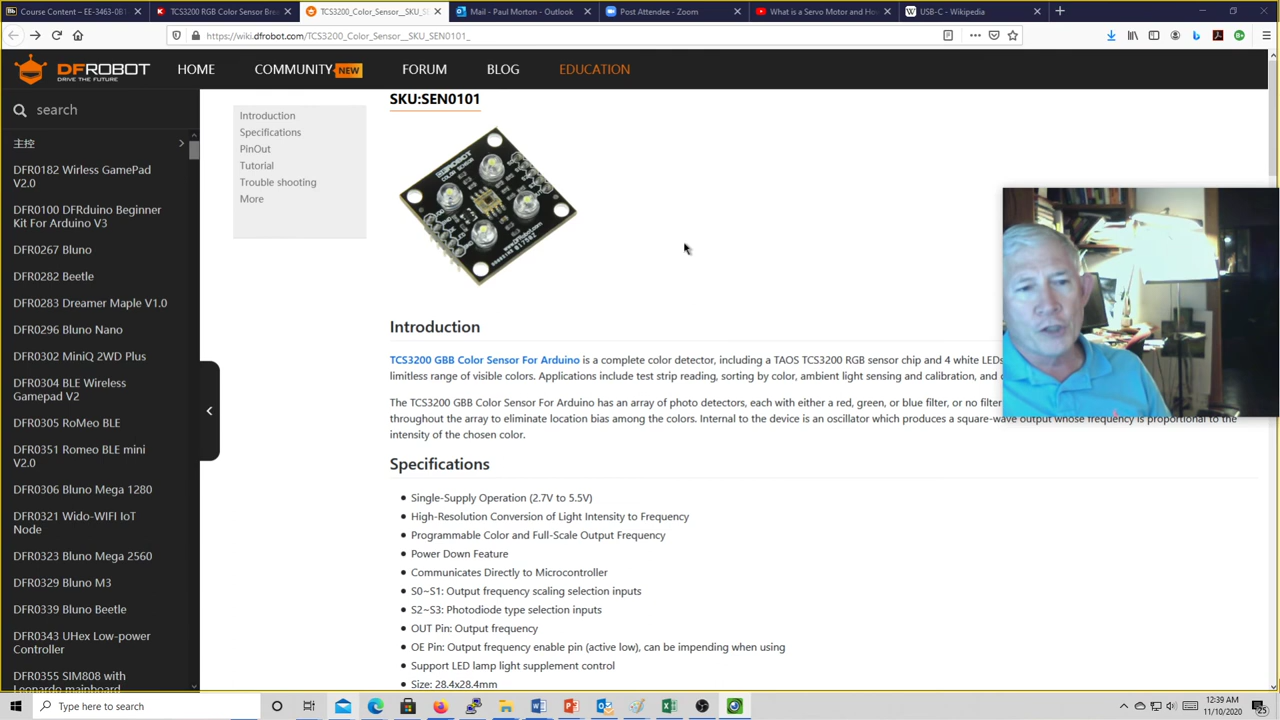 Course Content – EE-3463-0B1
TCS3200 RGB Color Sensor Brea
TCS3200_Color_Sensor__SKU_SE
Mail - Paul Morton - Outlook
Post Attendee - Zoom
What is a Servo Motor and How
USB-C - Wikipedia
https://wiki.dfrobot.com/TCS3200_Color_Sensor__SKU_SEN0101_
DFROBOT
DRIVE THE FUTURE
HOME
COMMUNITY NEW
FORUM
BLOG
EDUCATION
search
主控
DFR0182 Wirless GamePad
V2.0
DFR0100 DFRduino Beginner
Kit For Arduino V3
DFR0267 Bluno
DFR0282 Beetle
DFR0283 Dreamer Maple V1.0
DFR0296 Bluno Nano
DFR0302 MiniQ 2WD Plus
DFR0304 BLE Wireless
Gamepad V2
DFR0305 RoMeo BLE
DFR0351 Romeo BLE mini
V2.0
DFR0306 Bluno Mega 1280
DFR0321 Wido-WIFI IoT
Node
DFR0323 Bluno Mega 2560
DFR0329 Bluno M3
DFR0339 Bluno Beetle
DFR0343 UHex Low-power
Controller
DFR0355 SIM808 with
Leonardo mainboard
Introduction
Specifications
PinOut
Tutorial
Trouble shooting
More
SKU:SEN0101
Introduction
TCS3200 GBB Color Sensor For Arduino is a complete color detector, including a TAOS TCS3200 RGB sensor chip and 4 white LEDs
limitless range of visible colors. Applications include test strip reading, sorting by color, ambient light sensing and calibration, and c
The TCS3200 GBB Color Sensor For Arduino has an array of photo detectors, each with either a red, green, or blue filter, or no filter
throughout the array to eliminate location bias among the colors. Internal to the device is an oscillator which produces a square-wave output whose frequency is proportional to the
intensity of the chosen color.
Specifications
Single-Supply Operation (2.7V to 5.5V)
High-Resolution Conversion of Light Intensity to Frequency
Programmable Color and Full-Scale Output Frequency
Power Down Feature
Communicates Directly to Microcontroller
S0~S1: Output frequency scaling selection inputs
S2~S3: Photodiode type selection inputs
OUT Pin: Output frequency
OE Pin: Output frequency enable pin (active low), can be impending when using
Support LED lamp light supplement control
Size: 28.4x28.4mm
Type here to search
12:39 AM
11/10/2020
25